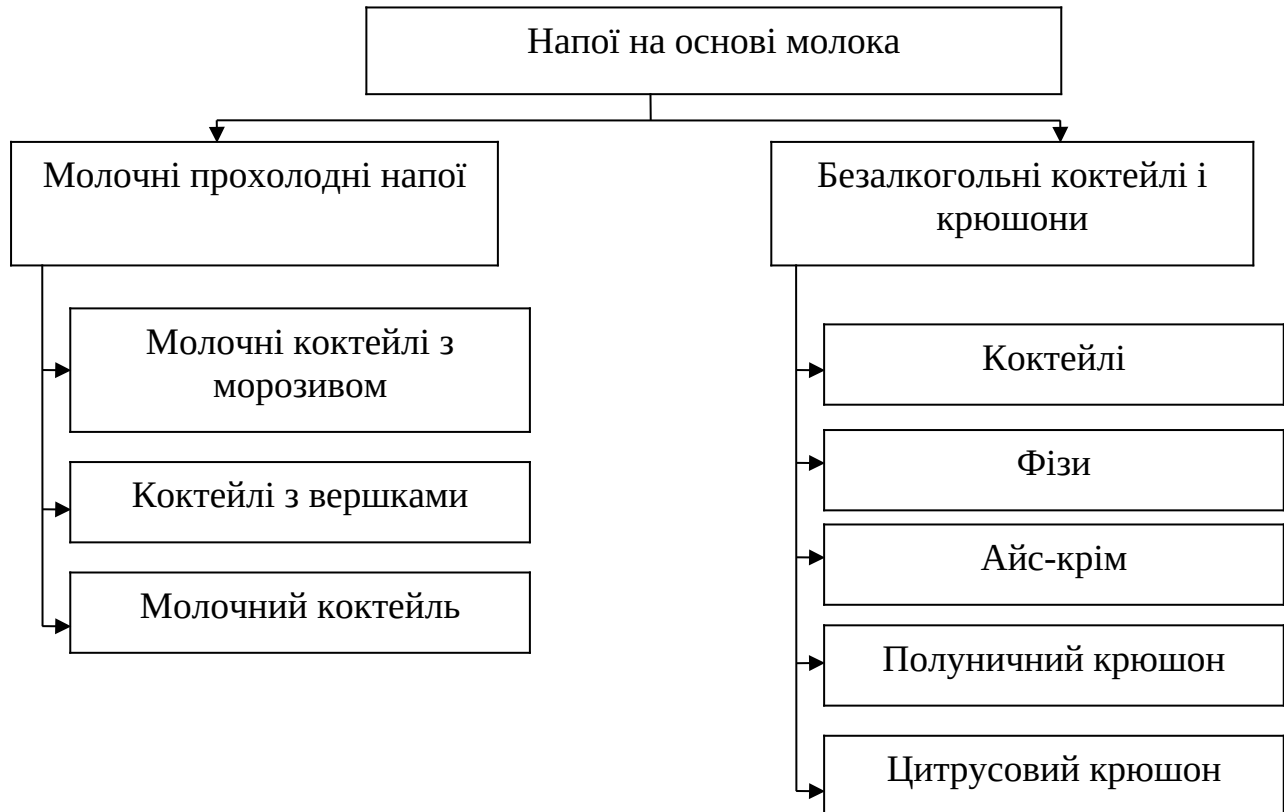 Напої на основі молока
Молочні прохолодні напої
Безалкогольні коктейлі і
крюшони
Молочні коктейлі з
морозивом
Коктейлі з вершками
Молочний коктейль
Коктейлі
Фізи
Айс-крім
Полуничний крюшон
Цитрусовий крюшон